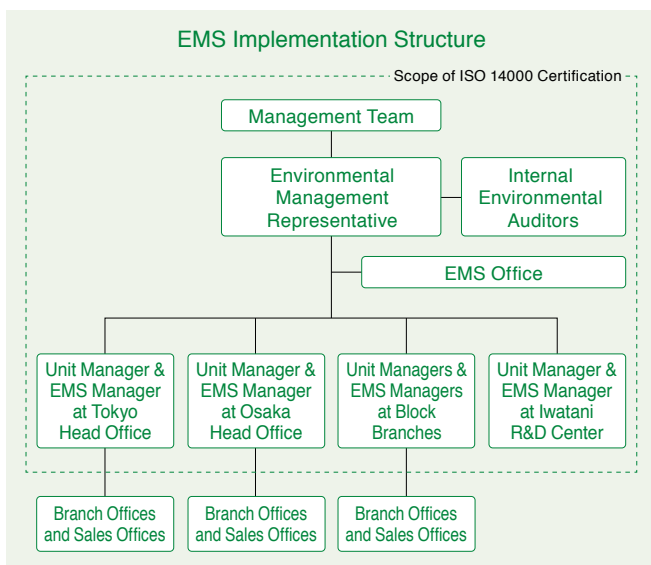 EMS Implementation Structure
Scope of ISO 14000 Certification
Management Team
Environmental
Management
Representative
Internal
Environmental
Auditors
EMS Office
Unit Manager &
EMS Manager
at Tokyo
Head Office
Unit Manager &
EMS Manager
at Osaka
Head Office
Unit Managers &
EMS Managers
at Block
Branches
Unit Manager &
EMS Manager
at Iwatani
R&D Center
Branch Offices
and Sales Offices
Branch Offices
and Sales Offices
Branch Offices
and Sales Offices